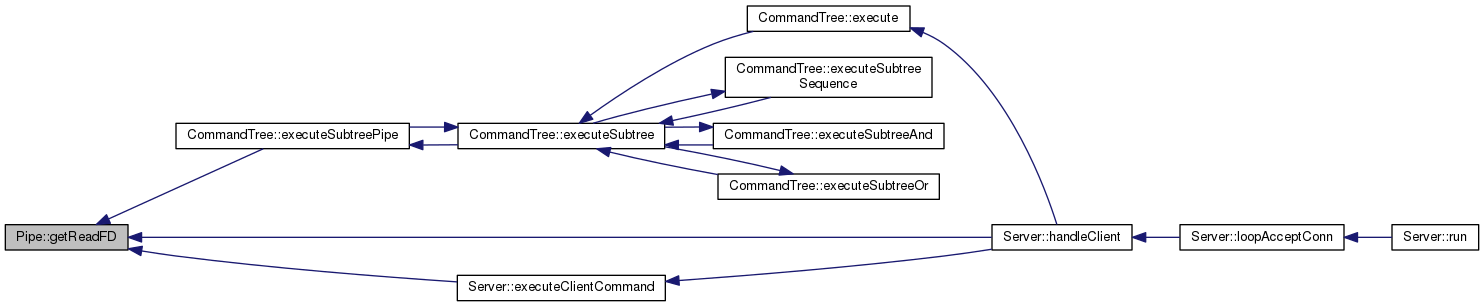 CommandTree::execute
CommandTree::executeSubtree
Sequence
CommandTree::executeSubtreePipe
CommandTree::executeSubtree
CommandTree::executeSubtreeAnd
CommandTree::executeSubtreeOr
Pipe::getReadFD
Server::handleClient
Server::loopAcceptConn
Server::run
Server::executeClientCommand